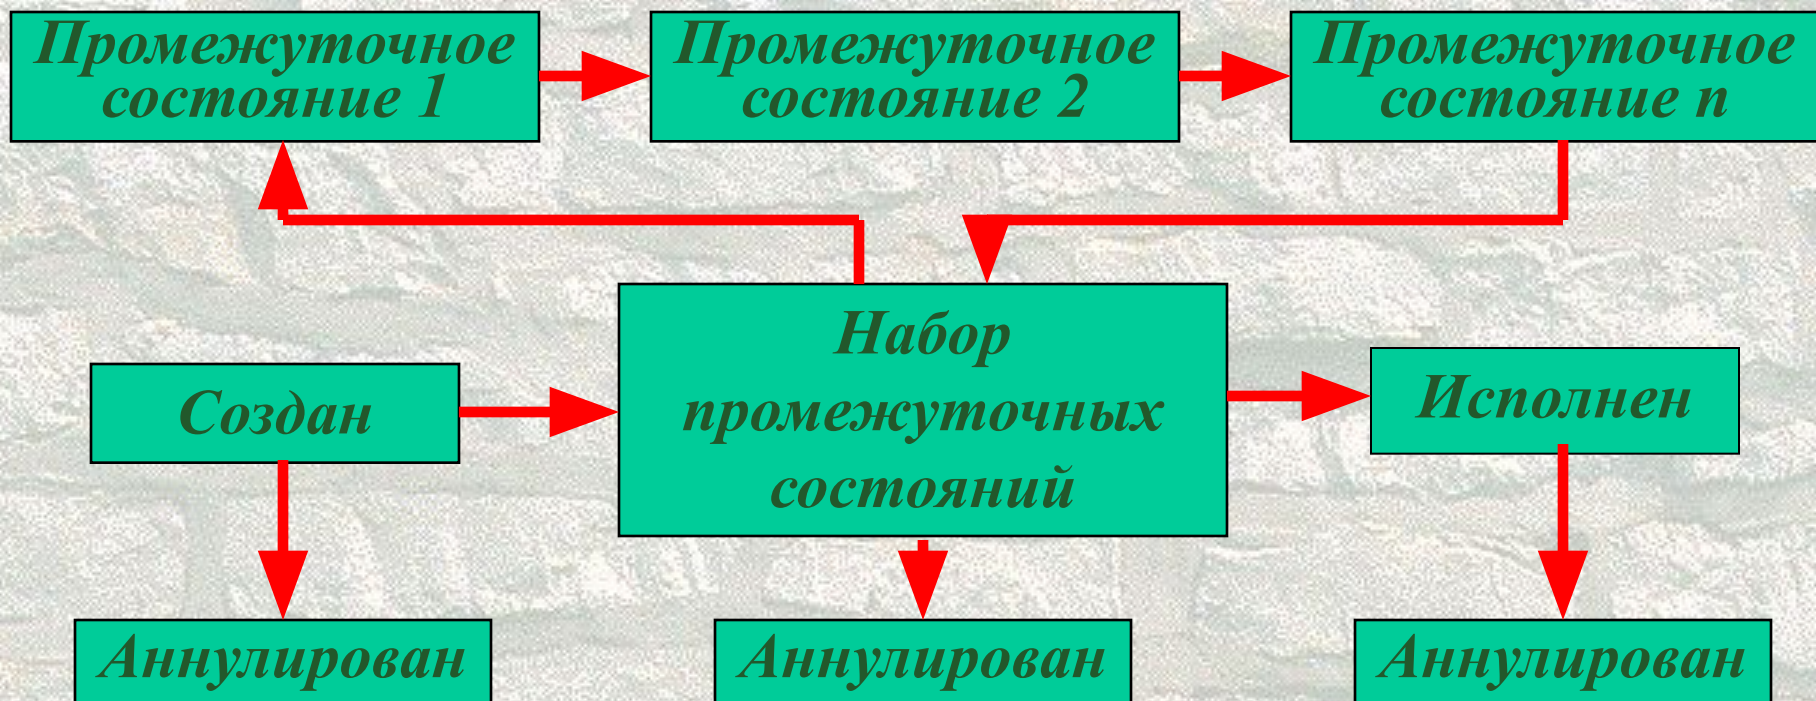 Промежуточное
состояние 1
Промежуточное
состояние 2
Промежуточное
состояние n
Набор
промежуточных
состояний
Создан
Исполнен
Аннулирован
Аннулирован
Аннулирован